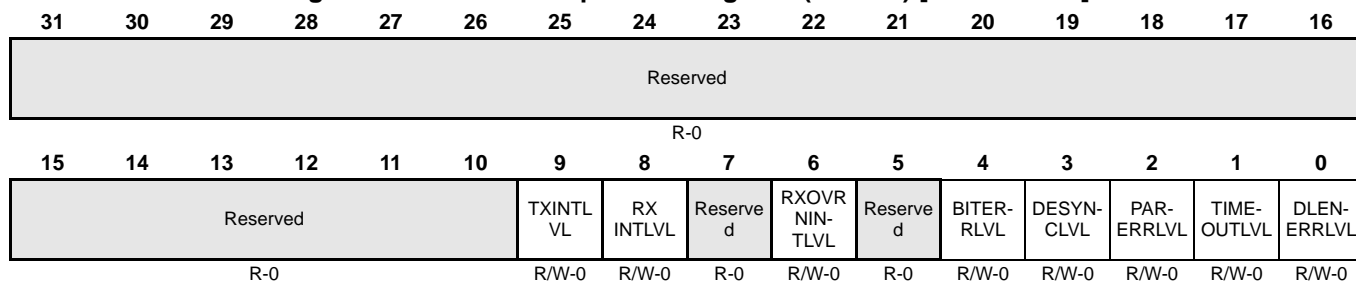 31 30 29 28 27 26 25 24 23 22 21 20 19 18 17 16
Reserved
R-0
15 14 13 12 11 10 9 8 7 6 5 4 3 2 1 0
Reserved
TXINTL
VL
RX
INTLVL
Reserve
d
RXOVR
NIN-
TLVL
Reserve
d
BITER-
RLVL
DESYN-
CLVL
PAR-
ERRLVL
TIME-
OUTLVL
DLEN-
ERRLVL
R-0 R/W-0 R/W-0 R-0 R/W-0 R-0 R/W-0 R/W-0 R/W-0 R/W-0 R/W-0